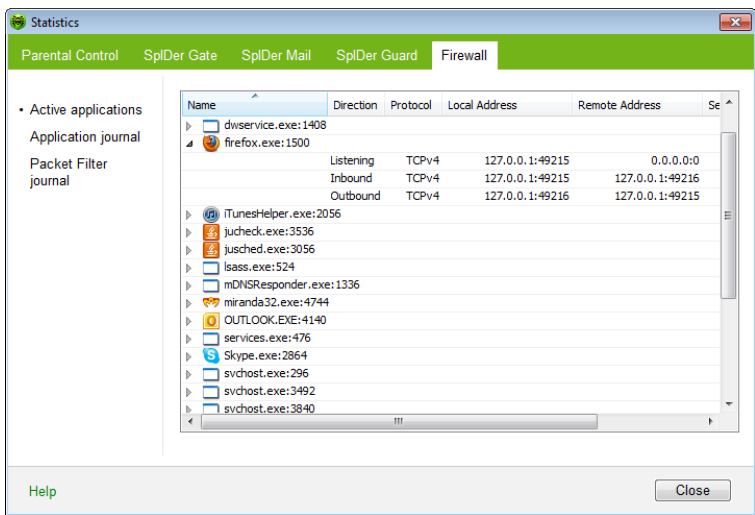 Statistics
Parental Control SpIDer Gate SpIDer Mail SpIDer Guard Firewall
• Active applications
Application journal
Packet Filter
journal
Name Direction Protocol Local Address Remote Address Se
dwservice.exe:1408
firefox.exe:1500
Listening TCPv4 127.0.0.1:49215 0.0.0.0:0
Inbound TCPv4 127.0.0.1:49215 127.0.0.1:49216
Outbound TCPv4 127.0.0.1:49216 127.0.0.1:49215
iTunesHelper.exe:2056
jucheck.exe:3536
jusched.exe:3056
lsass.exe:524
mDNSResponder.exe:1336
miranda32.exe:4744
OUTLOOK.EXE:4140
services.exe:476
Skype.exe:2864
svchost.exe:296
svchost.exe:3492
svchost.exe:3840
Help Close